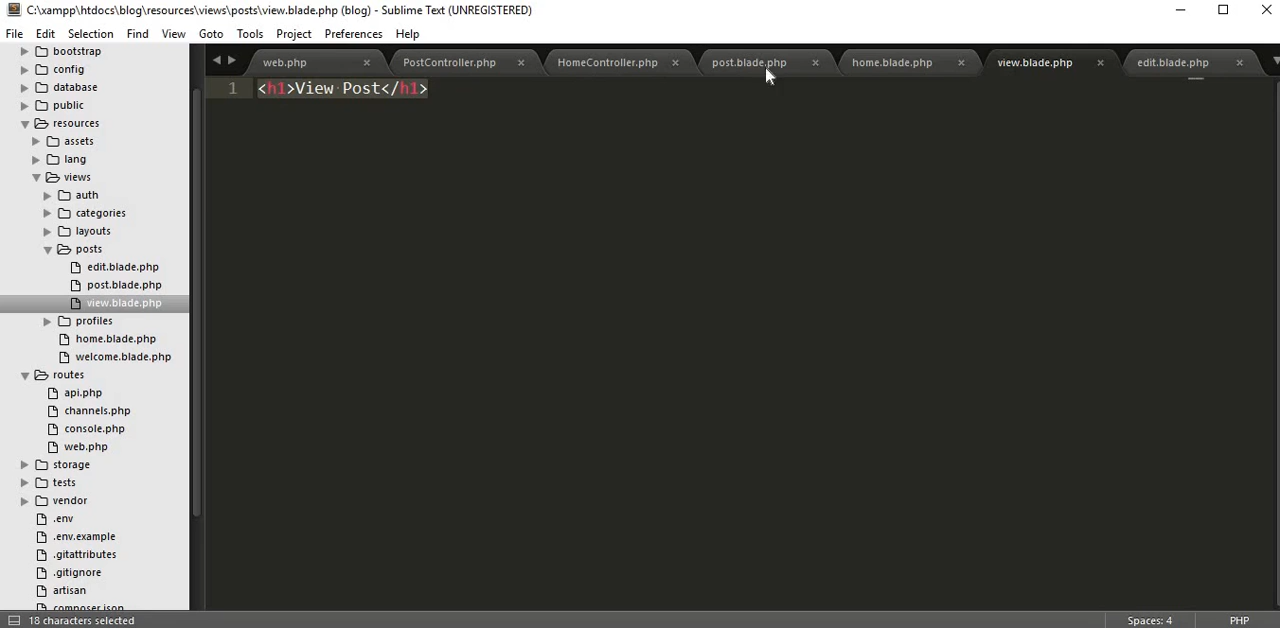 C:\xampp\htdocs\blog\resources\views\posts\view.blade.php (blog) - Sublime Text (UNREGISTERED)
File Edit Selection Find View Goto Tools Project Preferences Help
web.php PostController.php HomeController.php post.blade.php home.blade.php view.blade.php edit.blade.php
1 <h1>View Post</h1>
bootstrap
config
database
public
resources
assets
lang
views
auth
categories
layouts
posts
edit.blade.php
post.blade.php
view.blade.php
profiles
home.blade.php
welcome.blade.php
routes
api.php
channels.php
console.php
web.php
storage
tests
vendor
.env
.env.example
.gitattributes
.gitignore
artisan
composer.json
18 characters selected Spaces: 4 PHP